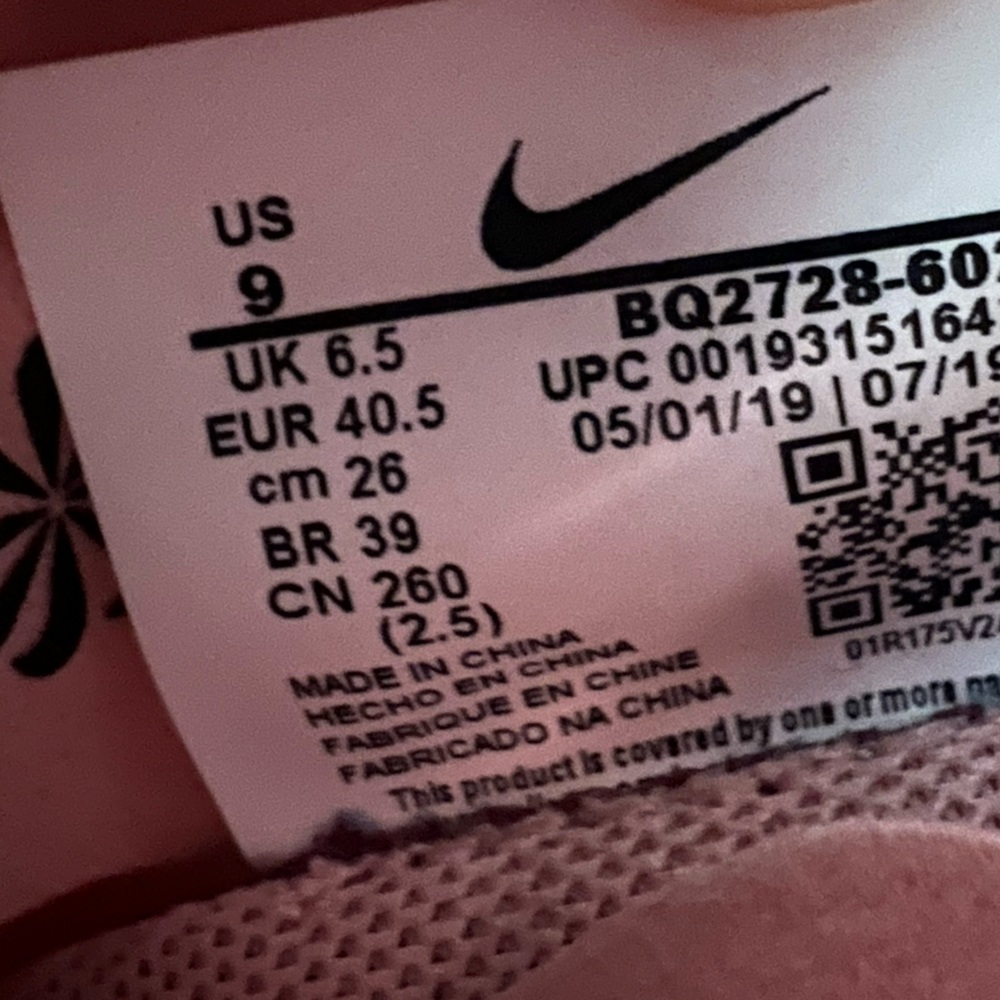 US
9
UK 6.5
EUR 40.5
cm 26
BR 39
CN 260
(2.5)
BQ2728-60
UPC 0019315164
05/01/19 | 07/19
01R175V2
MADE IN CHINA
HECHO EN CHINA
FABRIQUE EN CHINE
FABRICADO NA CHINA
This product is covered by one or more